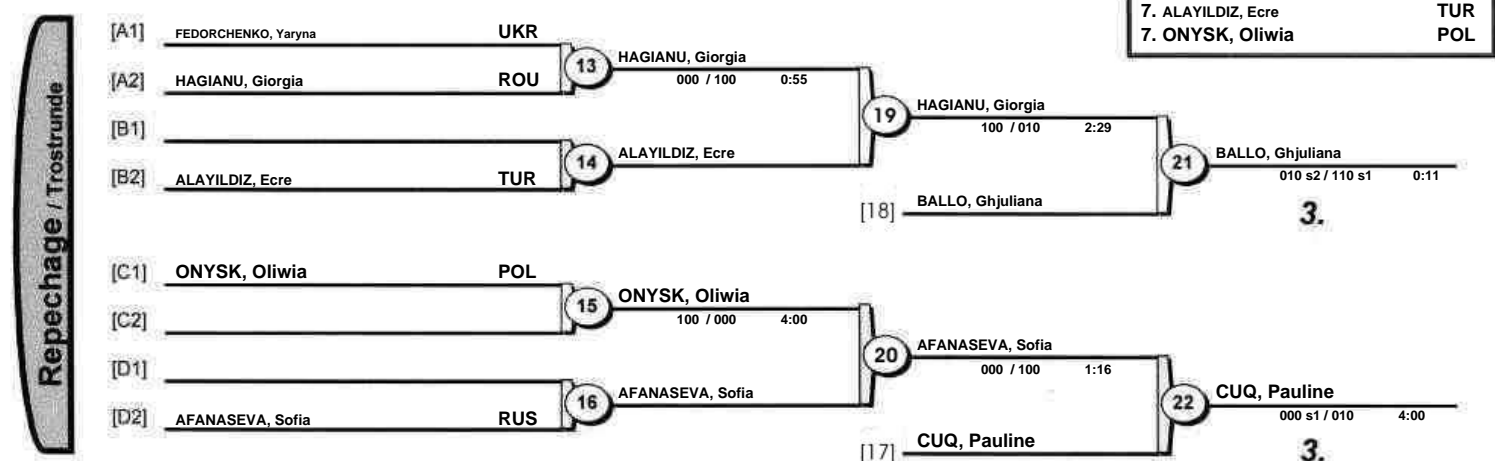 7. ALAYILDIZ, Ecre TUR
7. ONYSK, Oliwia POL
Repechage / Trostrunde
[A1] FEDORCHENKO, Yaryna UKR
13 HAGIANU, Giorgia
000 / 100 0:55
[A2] HAGIANU, Giorgia ROU
19 HAGIANU, Giorgia
100 / 010 2:29
[B1]
14 ALAYILDIZ, Ecre
[B2] ALAYILDIZ, Ecre TUR
21 BALLO, Ghjuliana
010 s2 / 110 s1 0:11
[18] BALLO, Ghjuliana
3.
[C1] ONYSK, Oliwia POL
15 ONYSK, Oliwia
100 / 000 4:00
[C2]
20 AFANASEVA, Sofia
000 / 100 1:16
[D1]
16 AFANASEVA, Sofia
[D2] AFANASEVA, Sofia RUS
22 CUQ, Pauline
000 s1 / 010 4:00
[17] CUQ, Pauline
3.